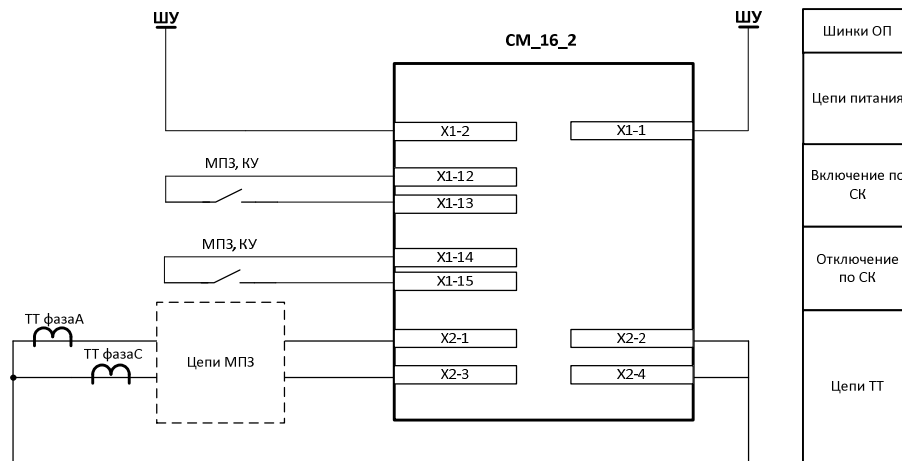 ШУ
ШУ
СМ_16_2
Шинки ОП
Цепи питания
X1-2
X1-1
МПЗ, КУ
X1-12
X1-13
Включение по
СК
МПЗ, КУ
X1-14
X1-15
Отключение
по СК
ТТ фазаА
ТТ фазаС
Цепи МПЗ
X2-1
X2-2
X2-3
X2-4
Цепи ТТ